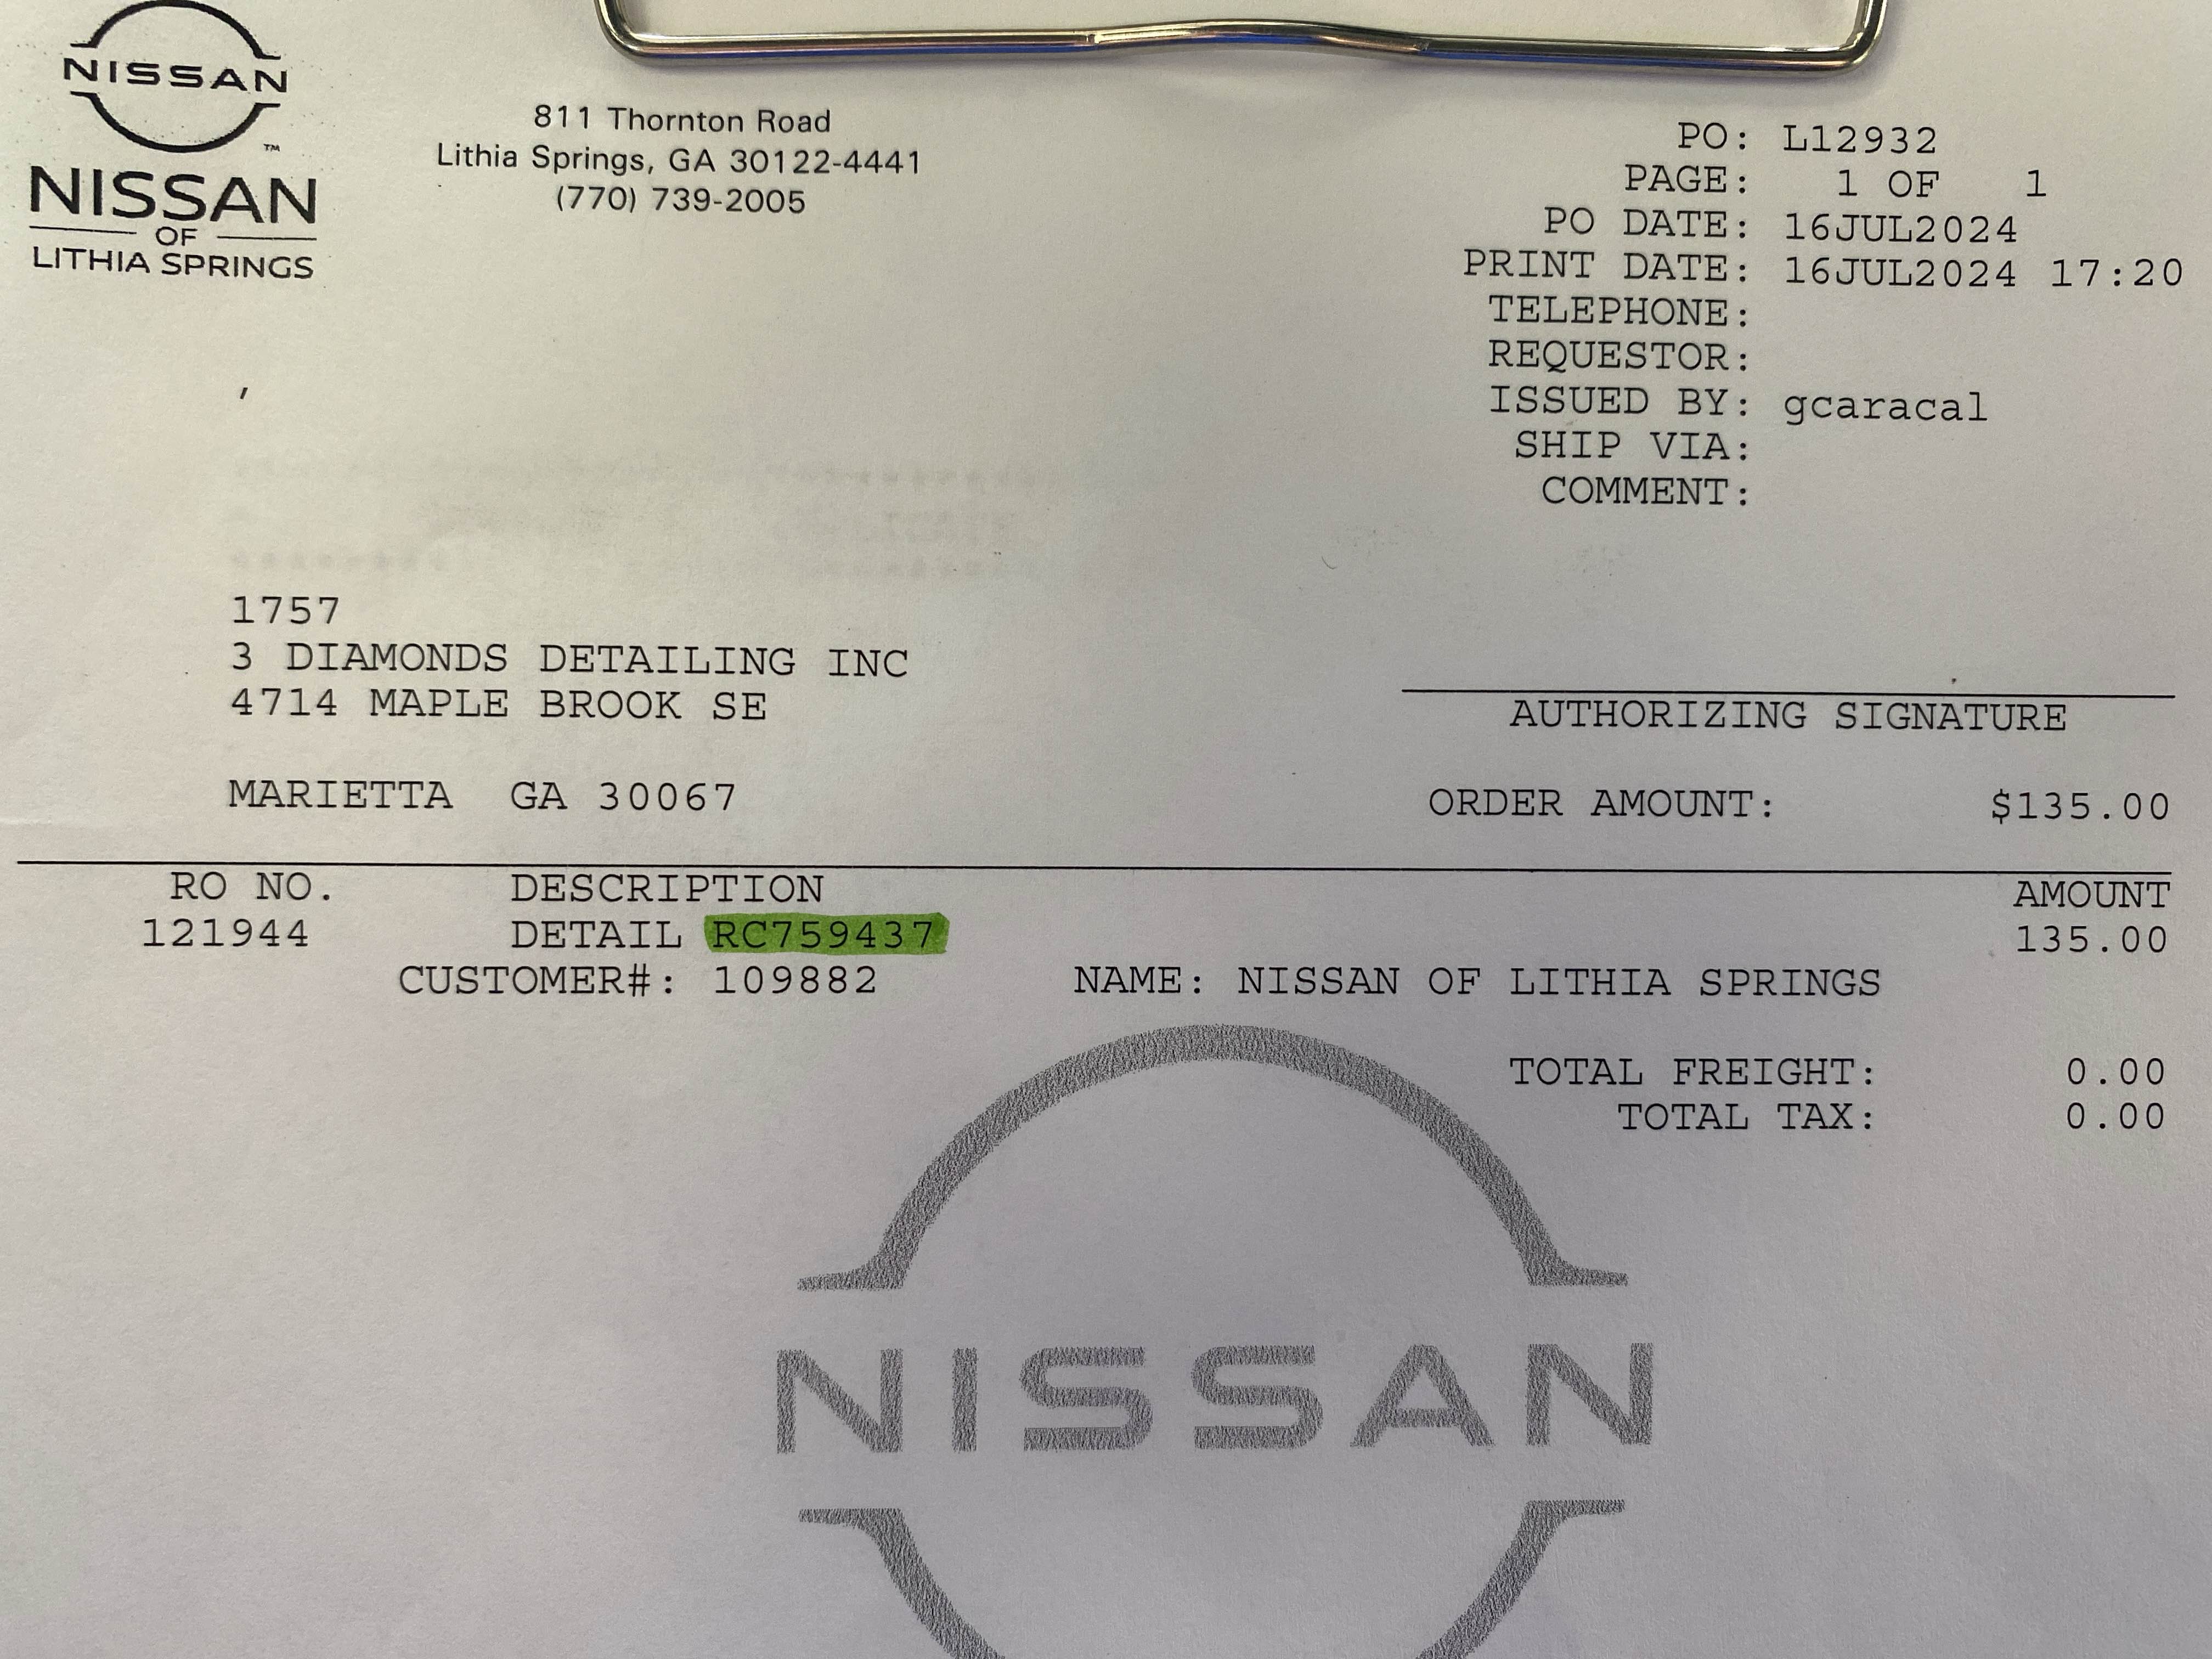 NISSAN
™
NISSAN
OF
LITHIA SPRINGS
811 Thornton Road
Lithia Springs, GA 30122-4441
(770) 739-2005
PO: L12932
PAGE: 1 OF 1
PO DATE: 16JUL2024
PRINT DATE: 16JUL2024 17:20
TELEPHONE:
REQUESTOR:
ISSUED BY: gcaracal
SHIP VIA:
COMMENT:
,
1757
3 DIAMONDS DETAILING INC
4714 MAPLE BROOK SE
MARIETTA GA 30067
AUTHORIZING SIGNATURE
ORDER AMOUNT: $135.00
RO NO. DESCRIPTION AMOUNT
121944 DETAIL RC759437 135.00
CUSTOMER#: 109882 NAME: NISSAN OF LITHIA SPRINGS
TOTAL FREIGHT: 0.00
TOTAL TAX: 0.00
NISSAN